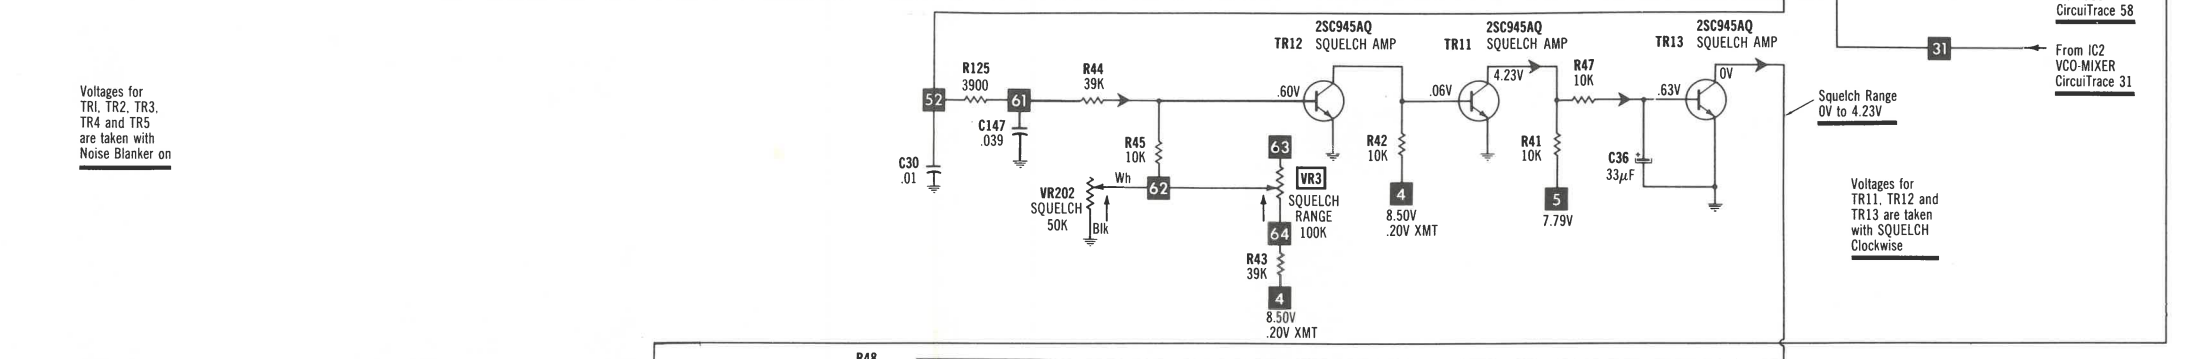 Voltages for
TR1, TR2, TR3,
TR4 and TR5
are taken with
Noise Blanker on
52
R125
3900
61
C147
.039
C30
.01
R44
39K
R45
10K
VR202
SQUELCH
50K
Wh
Blk
62
63
VR3
SQUELCH
RANGE
100K
64
R43
39K
4
8.50V
.20V XMT
2SC945AQ
TR12 SQUELCH AMP
.60V
R42
10K
4
8.50V
.20V XMT
2SC945AQ
TR11 SQUELCH AMP
.06V
4.23V
R41
10K
5
7.79V
R47
10K
C36
+
33μF
2SC945AQ
TR13 SQUELCH AMP
.63V
0V
Squelch Range
0V to 4.23V
Voltages for
TR11, TR12 and
TR13 are taken
with SQUELCH
Clockwise
CircuiTrace 58
31
From IC2
VCO-MIXER
CircuiTrace 31
R48